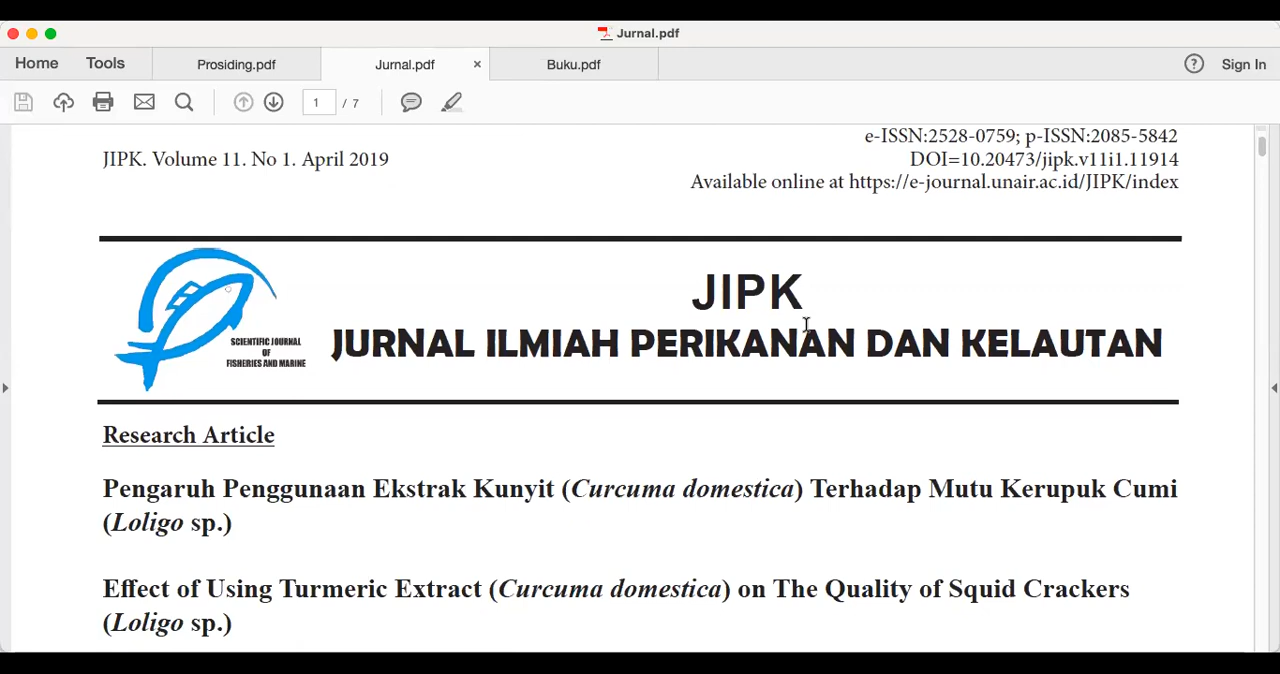 Jurnal.pdf
Home Tools Prosiding.pdf Jurnal.pdf × Buku.pdf ? Sign In
1 / 7
e-ISSN:2528-0759; p-ISSN:2085-5842
JIPK. Volume 11. No 1. April 2019 DOI=10.20473/jipk.v11i1.11914
Available online at https://e-journal.unair.ac.id/JIPK/index
JIPK
JURNAL ILMIAH PERIKANAN DAN KELAUTAN
SCIENTIFIC JOURNAL
OF
FISHERIES AND MARINE
Research Article
Pengaruh Penggunaan Ekstrak Kunyit (Curcuma domestica) Terhadap Mutu Kerupuk Cumi
(Loligo sp.)
Effect of Using Turmeric Extract (Curcuma domestica) on The Quality of Squid Crackers
(Loligo sp.)